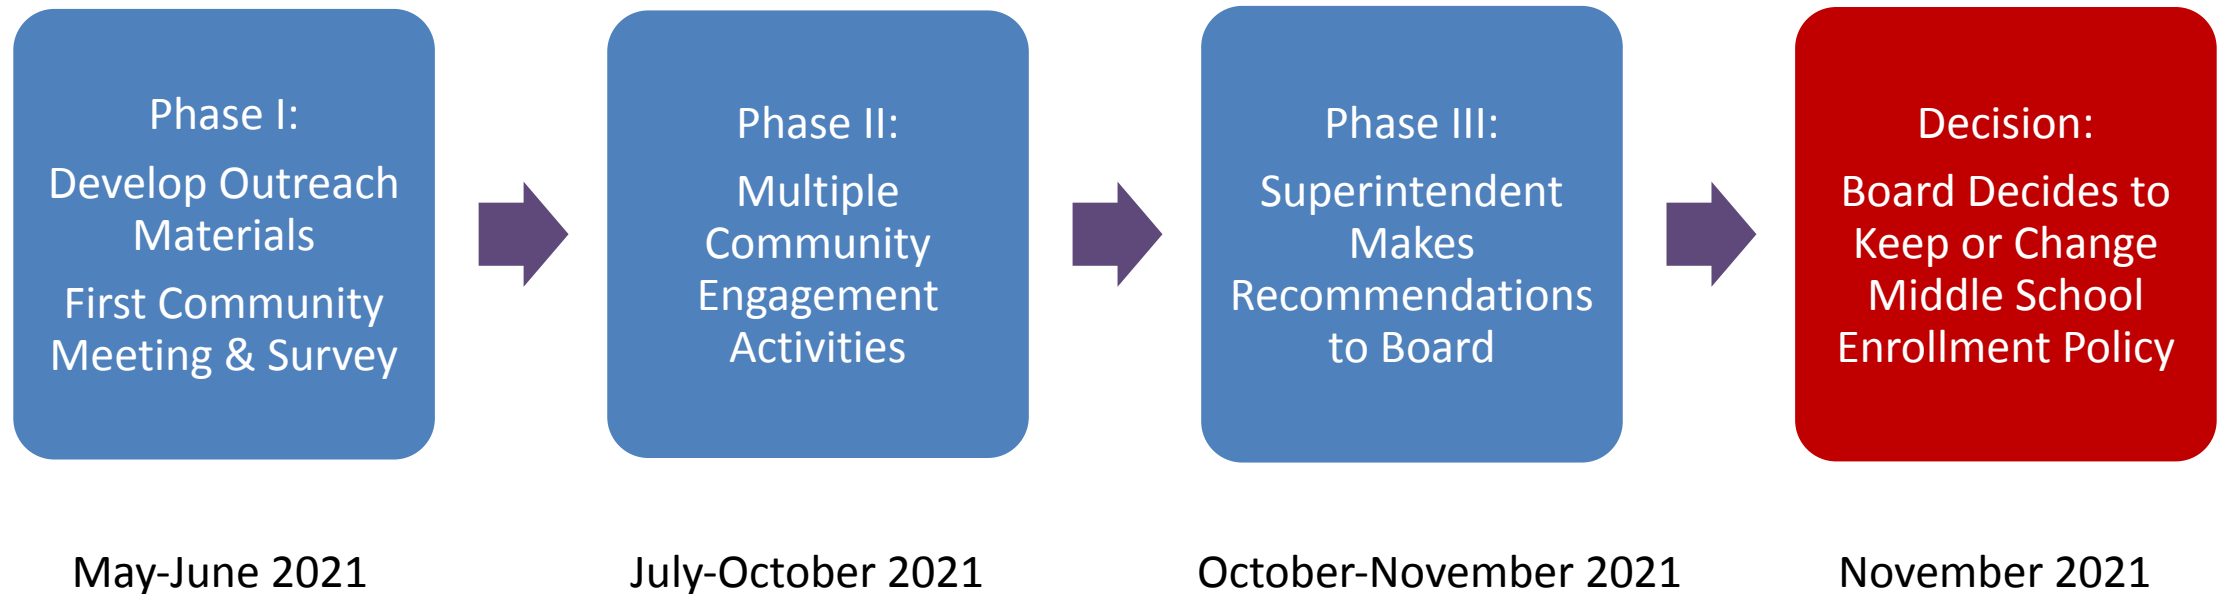 Phase I:
Develop Outreach
Materials
First Community
Meeting & Survey
Phase II:
Multiple
Community
Engagement
Activities
Phase III:
Superintendent
Makes
Recommendations
to Board
Decision:
Board Decides to
Keep or Change
Middle School
Enrollment Policy
May-June 2021
July-October 2021
October-November 2021
November 2021